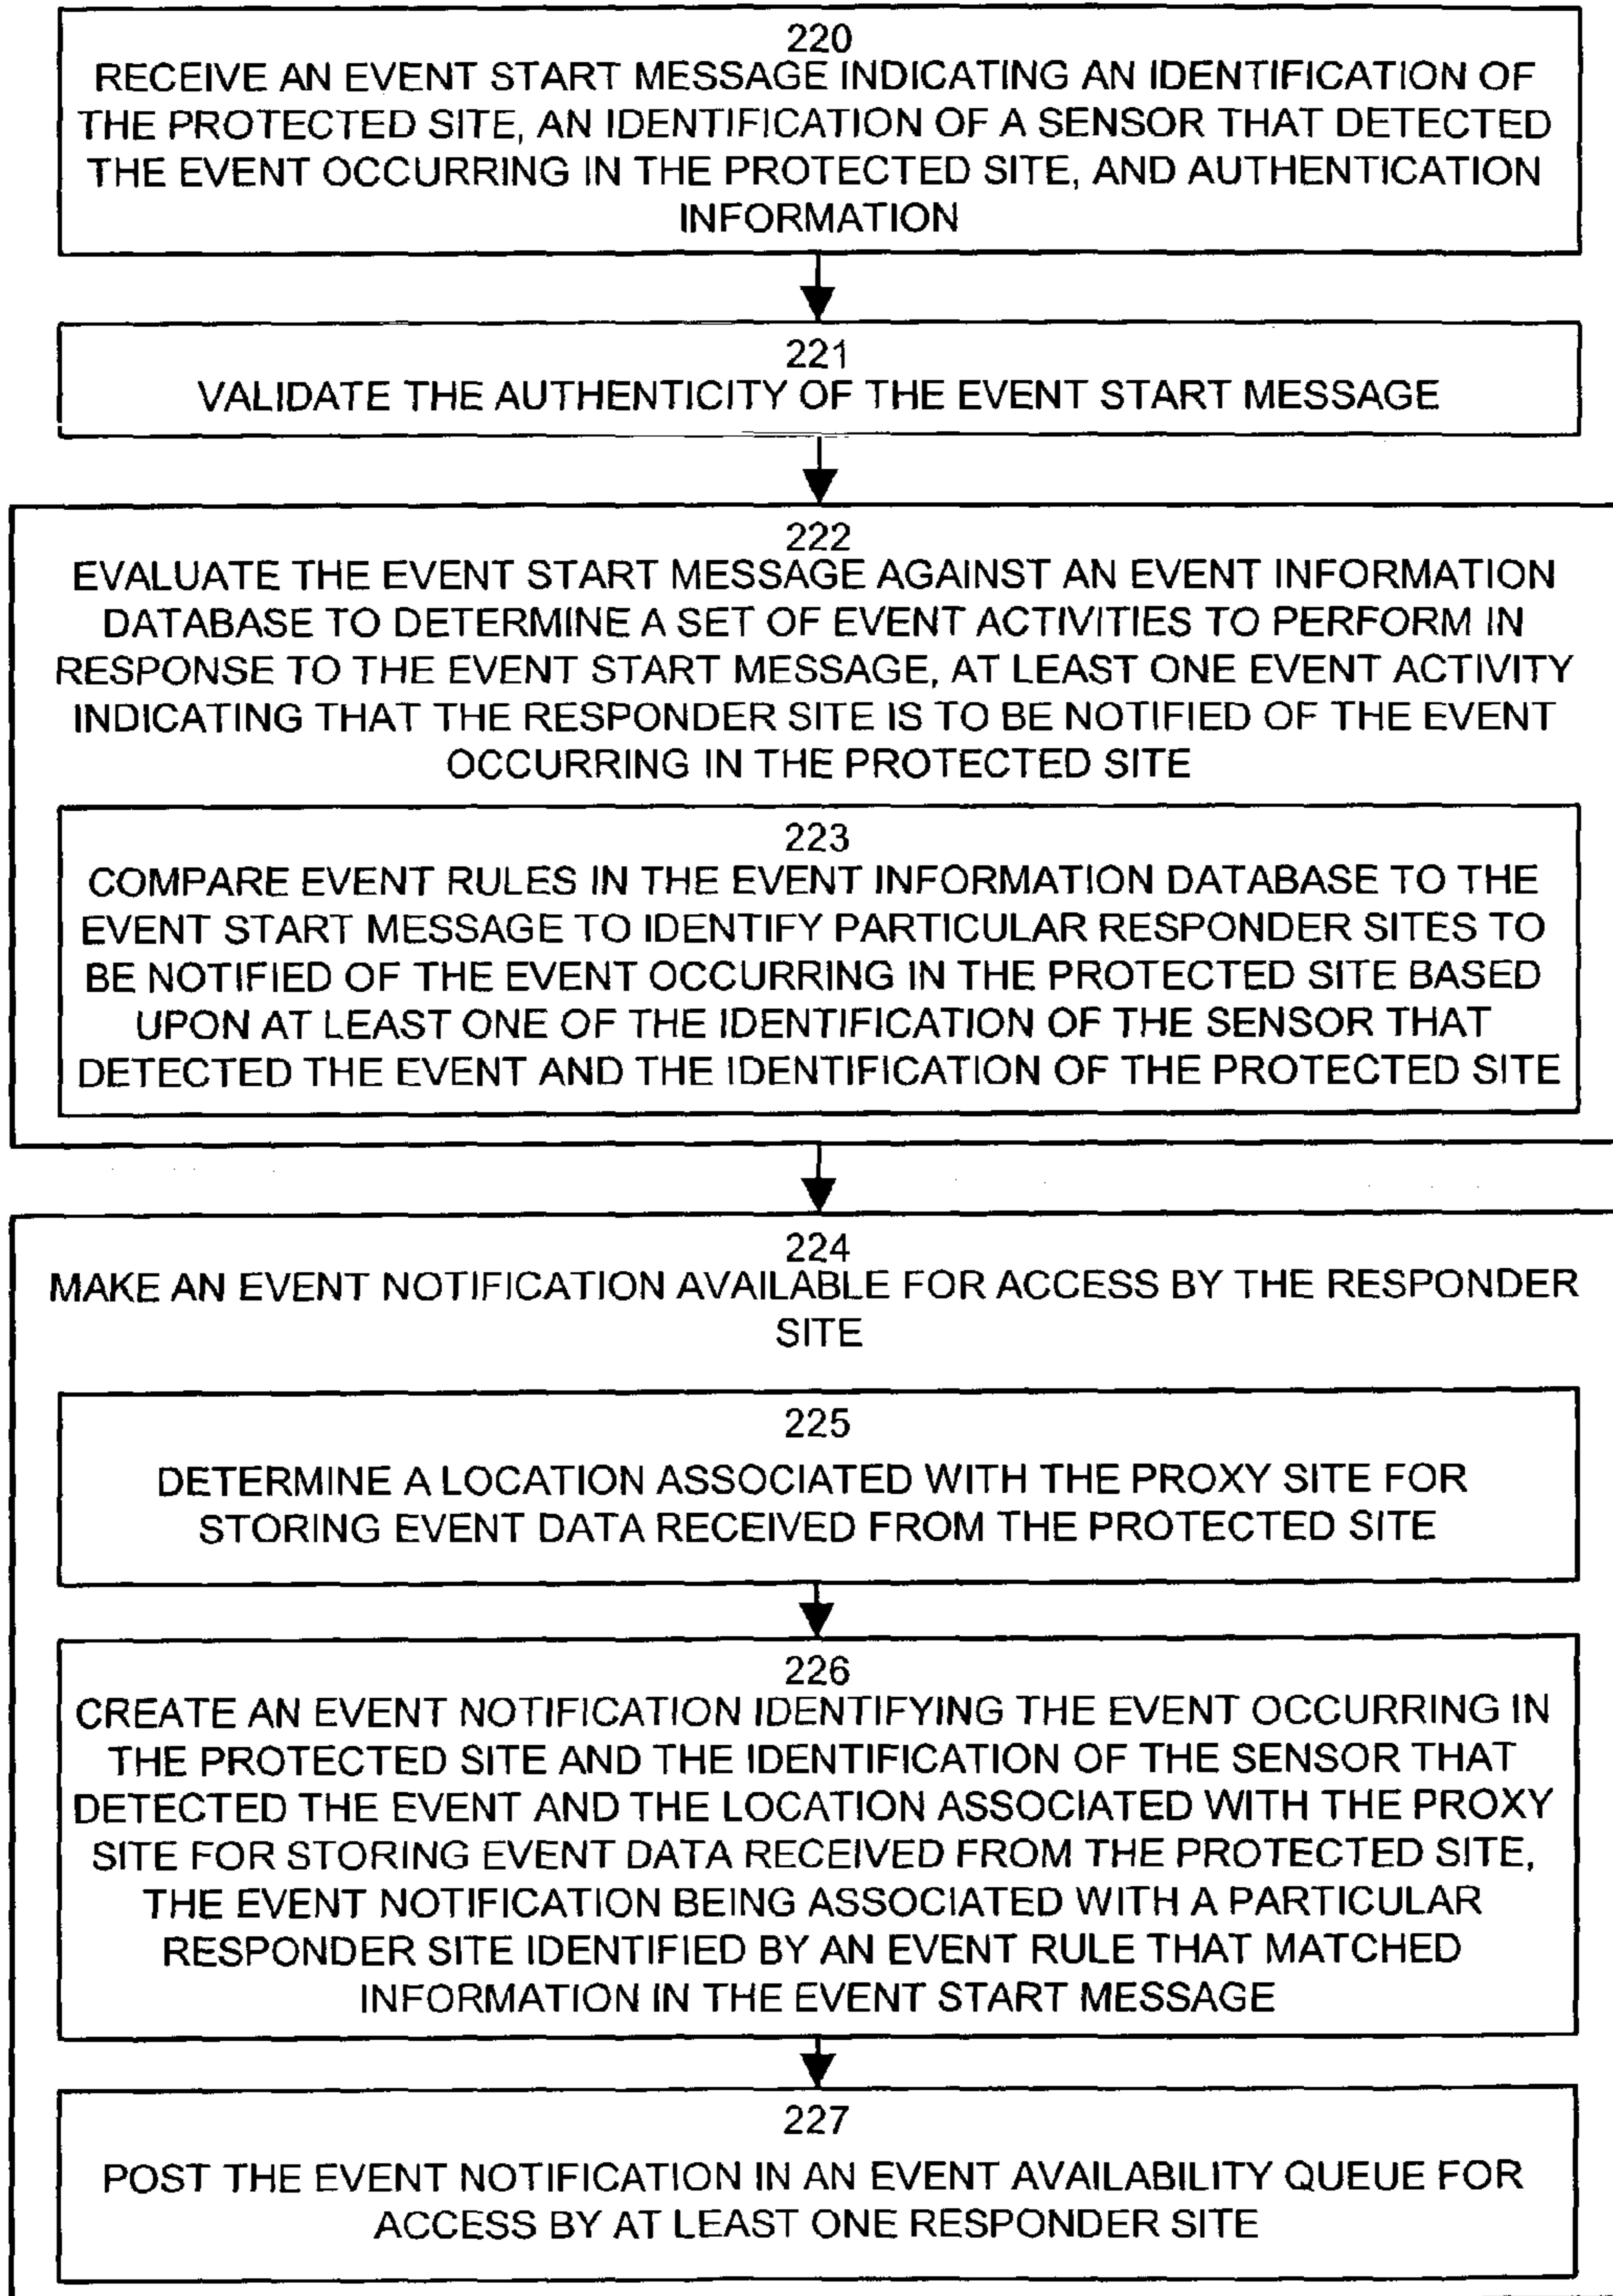 220
RECEIVE AN EVENT START MESSAGE INDICATING AN IDENTIFICATION OF
THE PROTECTED SITE, AN IDENTIFICATION OF A SENSOR THAT DETECTED
THE EVENT OCCURRING IN THE PROTECTED SITE, AND AUTHENTICATION
INFORMATION
221
VALIDATE THE AUTHENTICITY OF THE EVENT START MESSAGE
222
EVALUATE THE EVENT START MESSAGE AGAINST AN EVENT INFORMATION
DATABASE TO DETERMINE A SET OF EVENT ACTIVITIES TO PERFORM IN
RESPONSE TO THE EVENT START MESSAGE, AT LEAST ONE EVENT ACTIVITY
INDICATING THAT THE RESPONDER SITE IS TO BE NOTIFIED OF THE EVENT
OCCURRING IN THE PROTECTED SITE
223
COMPARE EVENT RULES IN THE EVENT INFORMATION DATABASE TO THE
EVENT START MESSAGE TO IDENTIFY PARTICULAR RESPONDER SITES TO
BE NOTIFIED OF THE EVENT OCCURRING IN THE PROTECTED SITE BASED
UPON AT LEAST ONE OF THE IDENTIFICATION OF THE SENSOR THAT
DETECTED THE EVENT AND THE IDENTIFICATION OF THE PROTECTED SITE
224
MAKE AN EVENT NOTIFICATION AVAILABLE FOR ACCESS BY THE RESPONDER
SITE
225
DETERMINE A LOCATION ASSOCIATED WITH THE PROXY SITE FOR
STORING EVENT DATA RECEIVED FROM THE PROTECTED SITE
226
CREATE AN EVENT NOTIFICATION IDENTIFYING THE EVENT OCCURRING IN
THE PROTECTED SITE AND THE IDENTIFICATION OF THE SENSOR THAT
DETECTED THE EVENT AND THE LOCATION ASSOCIATED WITH THE PROXY
SITE FOR STORING EVENT DATA RECEIVED FROM THE PROTECTED SITE,
THE EVENT NOTIFICATION BEING ASSOCIATED WITH A PARTICULAR
RESPONDER SITE IDENTIFIED BY AN EVENT RULE THAT MATCHED
INFORMATION IN THE EVENT START MESSAGE
227
POST THE EVENT NOTIFICATION IN AN EVENT AVAILABILITY QUEUE FOR
ACCESS BY AT LEAST ONE RESPONDER SITE